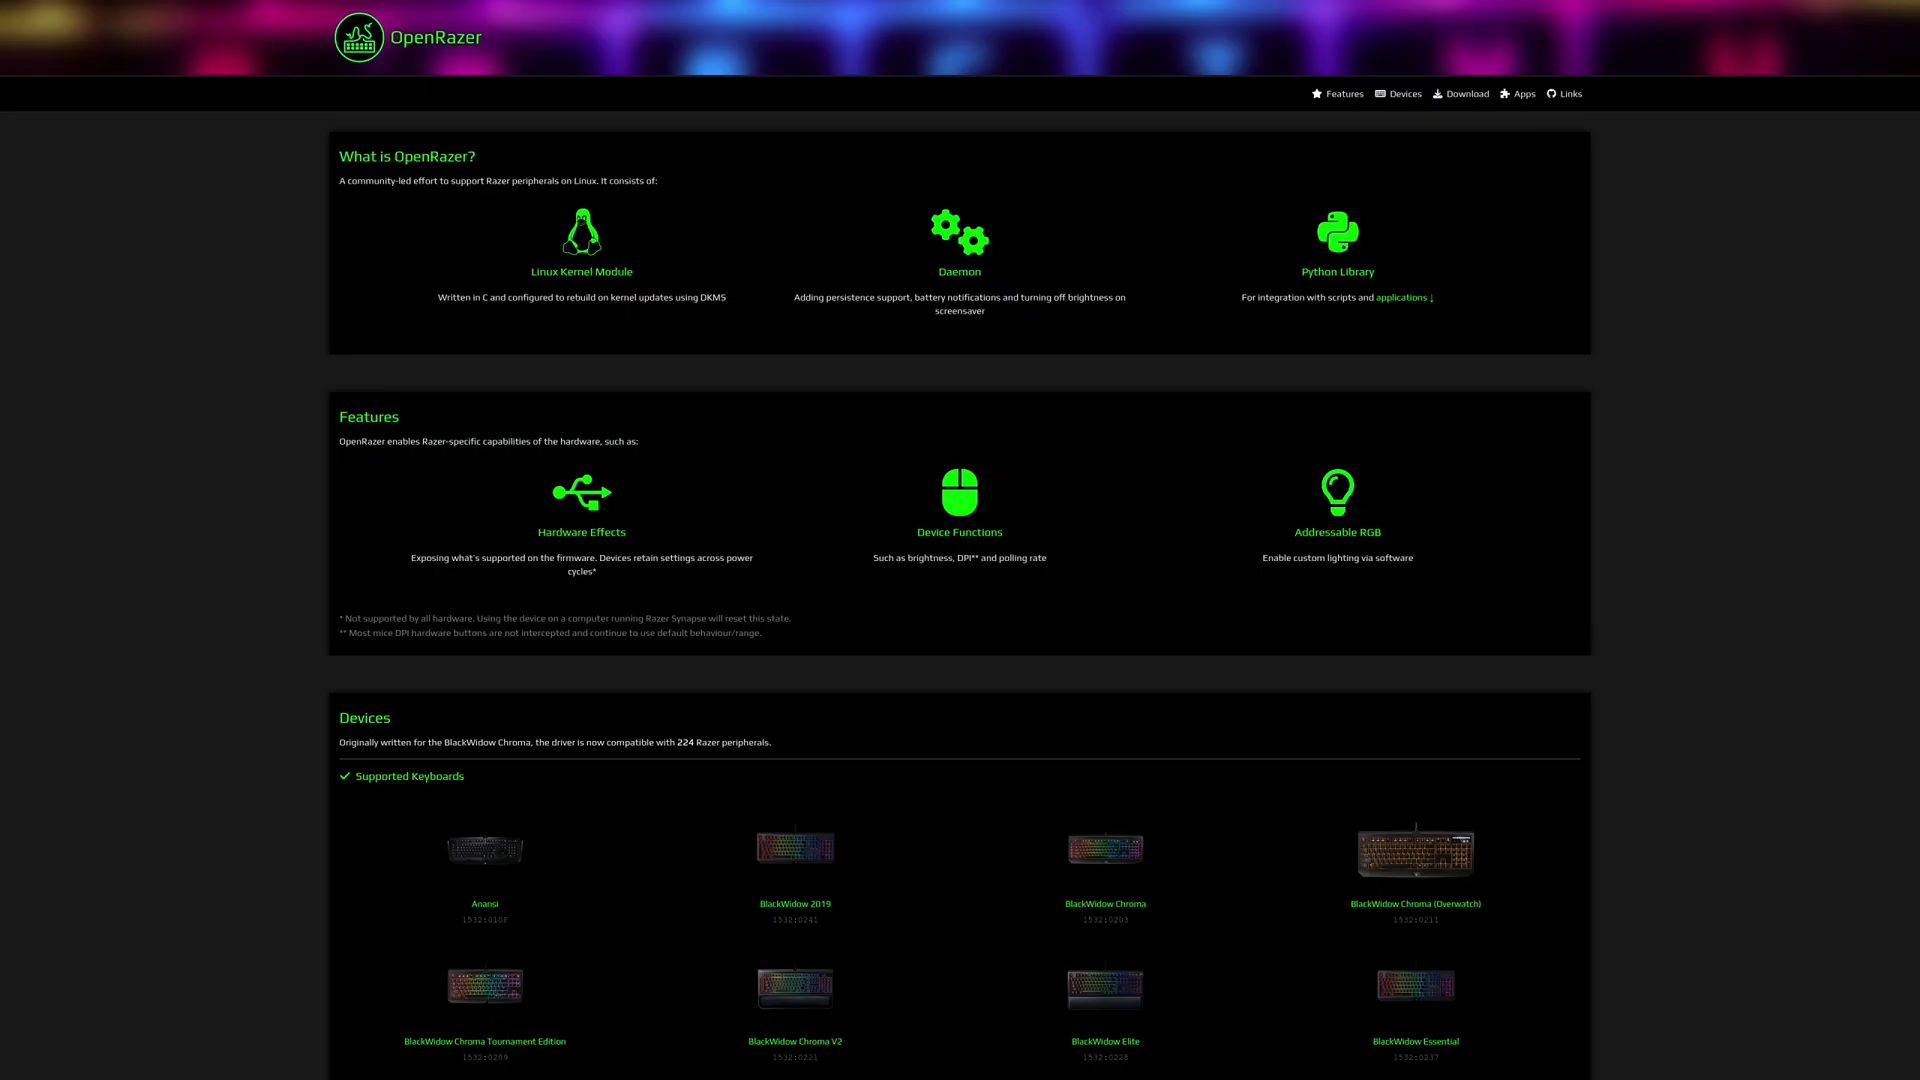 OpenRazer
Features Devices Download Apps Links
What is OpenRazer?
A community-led effort to support Razer peripherals on Linux. It consists of:
Linux Kernel Module
Written in C and configured to rebuild on kernel updates using DKMS
Daemon
Adding persistence support, battery notifications and turning off brightness on
screensaver
Python Library
For integration with scripts and applications ↓
Features
OpenRazer enables Razer-specific capabilities of the hardware, such as:
Hardware Effects
Exposing what's supported on the firmware. Devices retain settings across power
cycles*
Device Functions
Such as brightness, DPI** and polling rate
Addressable RGB
Enable custom lighting via software
* Not supported by all hardware. Using the device on a computer running Razer Synapse will reset this state.
** Most mice DPI hardware buttons are not intercepted and continue to use default behaviour/range.
Devices
Originally written for the BlackWidow Chroma, the driver is now compatible with 224 Razer peripherals.
Supported Keyboards
Anansi
1532:010F
BlackWidow 2019
1532:0241
BlackWidow Chroma
1532:0203
BlackWidow Chroma (Overwatch)
1532:0211
BlackWidow Chroma Tournament Edition
1532:0209
BlackWidow Chroma V2
1532:0221
BlackWidow Elite
1532:0228
BlackWidow Essential
1532:0237